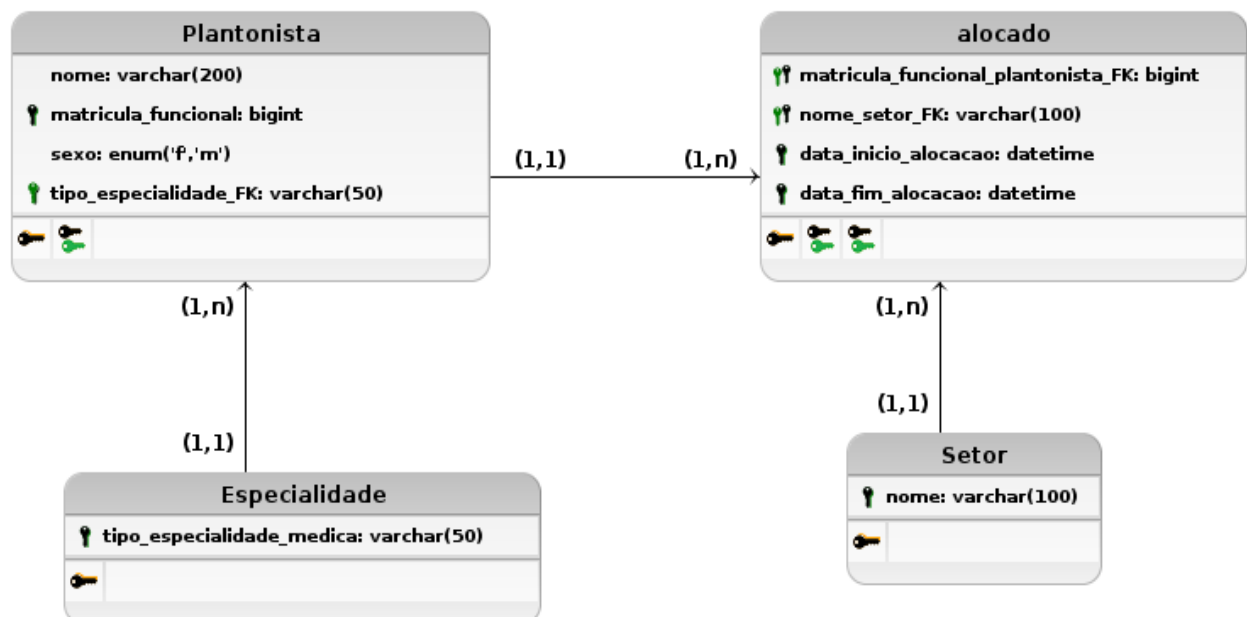 Plantonista
nome: varchar(200)
matricula_funcional: bigint
sexo: enum('f','m')
tipo_especialidade_FK: varchar(50)
alocado
matricula_funcional_plantonista_FK: bigint
nome_setor_FK: varchar(100)
data_inicio_alocacao: datetime
data_fim_alocacao: datetime
(1,1)
(1,n)
(1,n)
(1,1)
(1,n)
(1,1)
Especialidade
tipo_especialidade_medica: varchar(50)
Setor
nome: varchar(100)